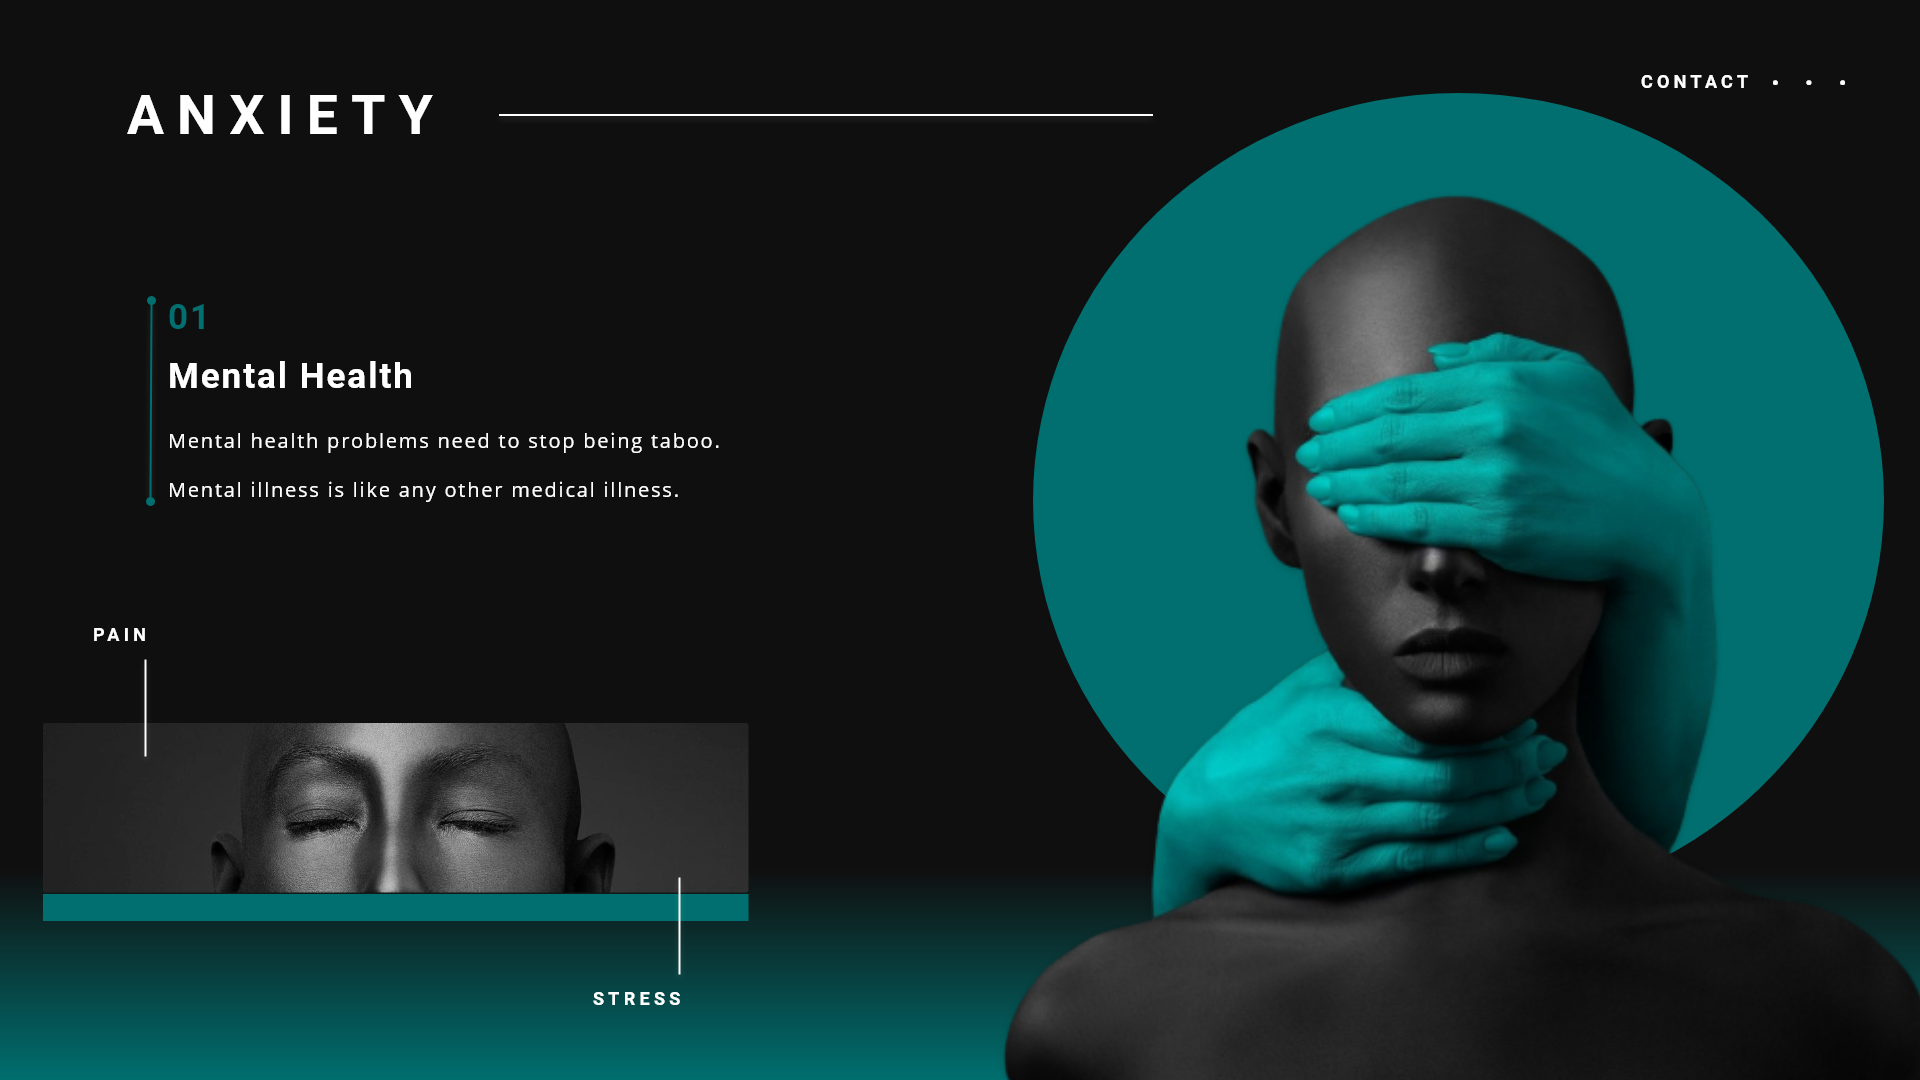 CONTACT
ANXIETY
01
Mental Health
Mental health problems need to stop being taboo.
Mental illness is like any other medical illness.
PAIN
STRESS